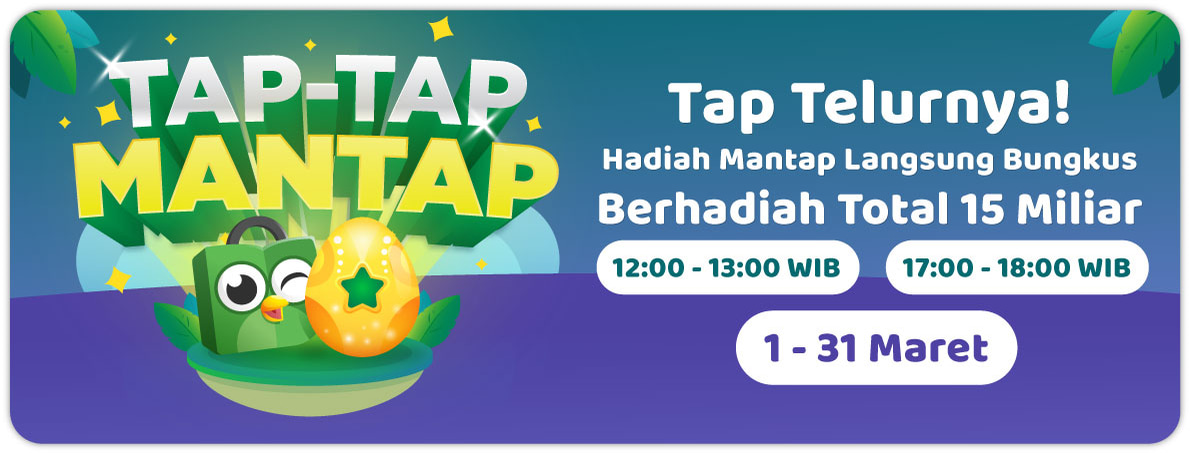 TAP-TAP
MANTAP
Tap Telurnya!
Hadiah Mantap Langsung Bungkus
Berhadiah Total 15 Miliar
12:00 - 13:00 WIB
17:00 - 18:00 WIB
1 - 31 Maret